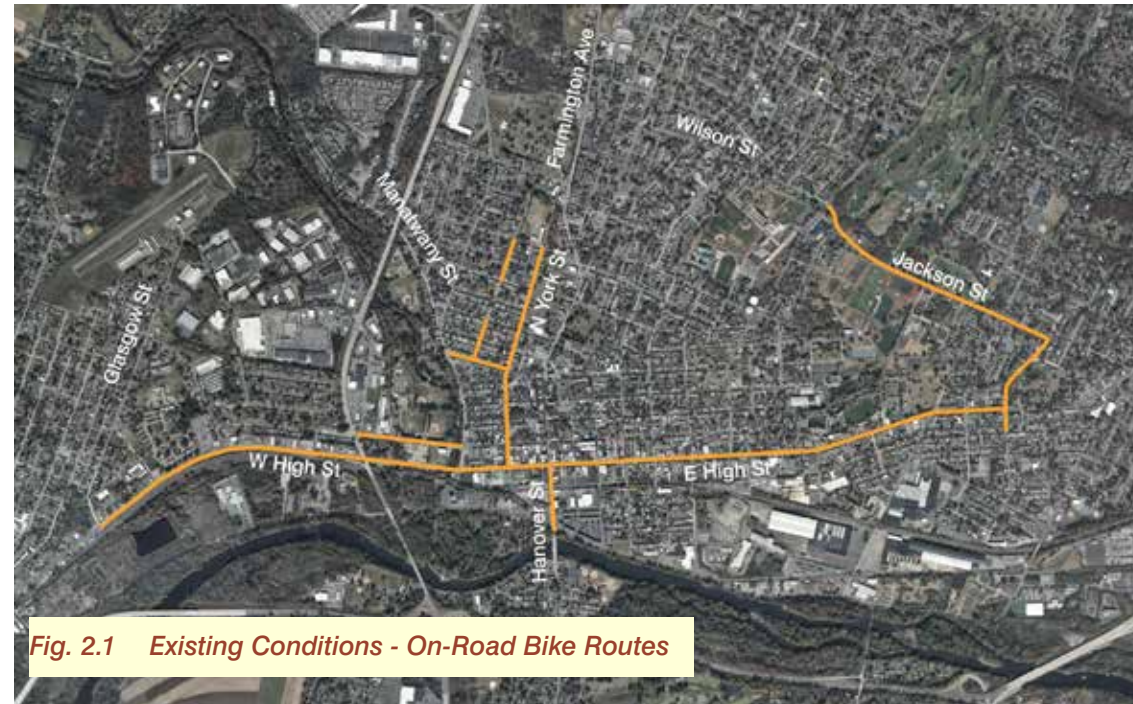 Farmington Ave
Wilson St
Manatwany St
Jackson St
N York St
Glasgow St
W High St
E High St
Hanover St
Fig. 2.1 Existing Conditions - On-Road Bike Routes